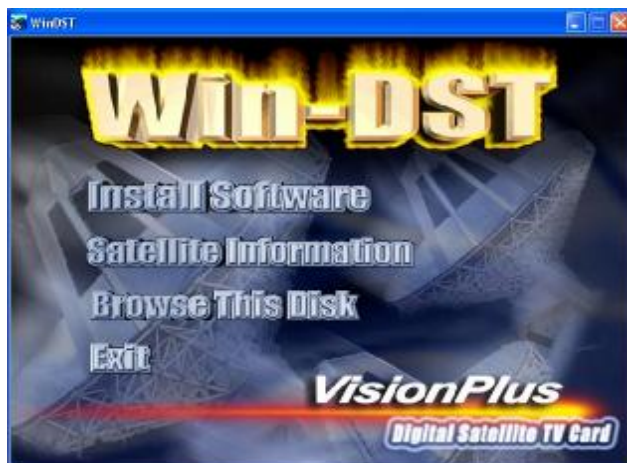 WinDST
Win-DST
Install Software
Satellite Information
Browse This Disk
Exit
VisionPlus
Digital Satellite TV Card